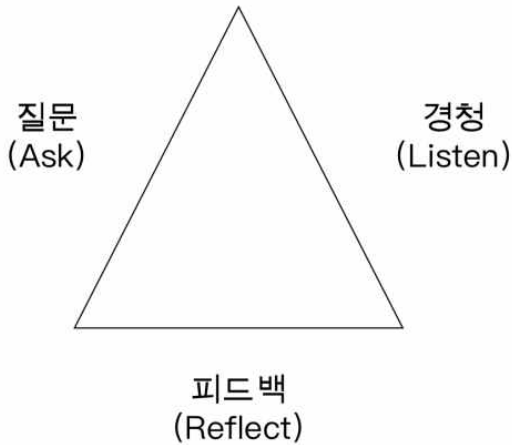 질문
(Ask)
경청
(Listen)
피드백
(Reflect)